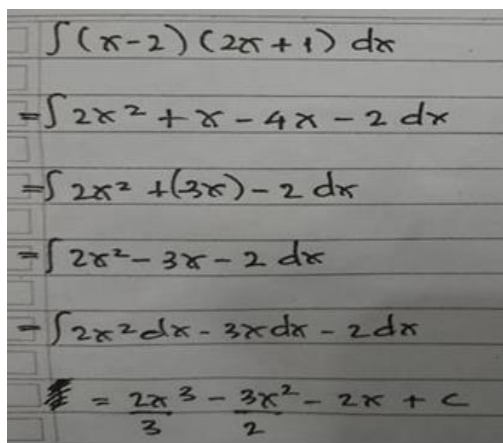 ∫(x-2)(2x+1) dx
=∫2x² + x - 4x - 2 dx
=∫2x² +(-3x) - 2 dx
=∫2x² - 3x - 2 dx
=∫2x²dx - 3xdx - 2dx
= 2x³/3 - 3x²/2 - 2x + c